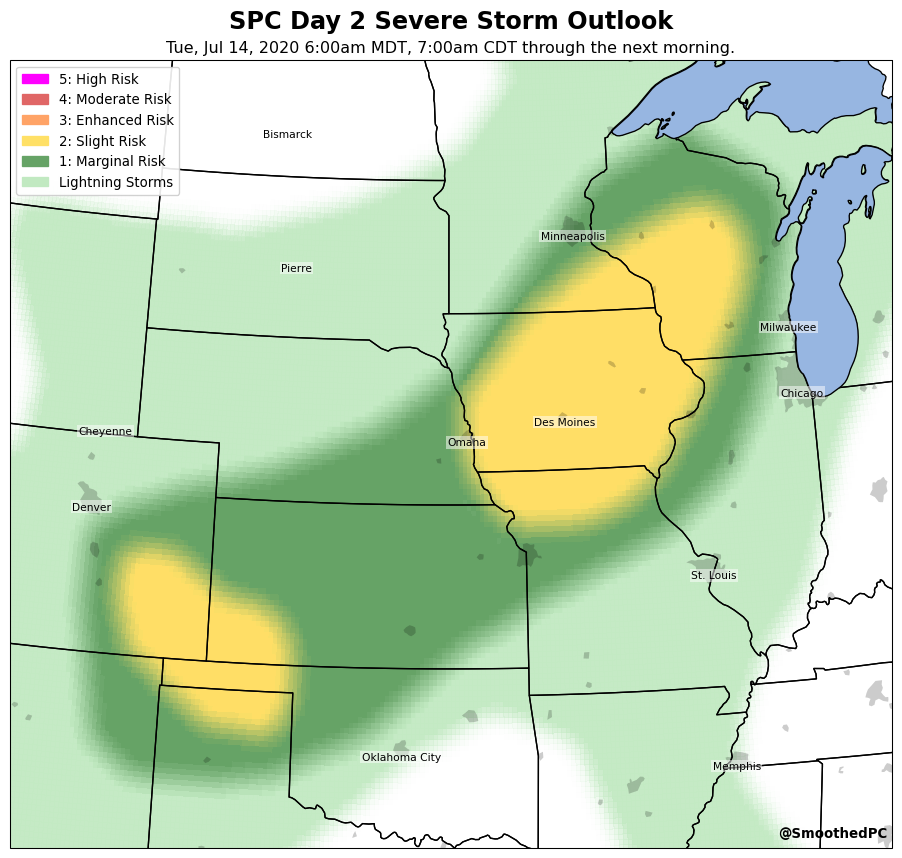 SPC Day 2 Severe Storm Outlook
Tue, Jul 14, 2020 6:00am MDT, 7:00am CDT through the next morning.
5: High Risk
4: Moderate Risk
3: Enhanced Risk
2: Slight Risk
1: Marginal Risk
Lightning Storms
Bismarck
Minneapolis
Pierre
Milwaukee
Chicago
Des Moines
Cheyenne
Omaha
Denver
St. Louis
Oklahoma City
Memphis
@SmoothedPC